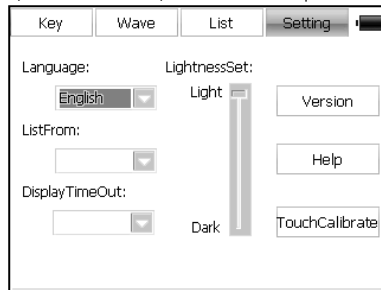 Key Wave List Setting
Language: LightnessSet:
English Light Version
ListFrom:
Help
DisplayTimeOut:
Dark TouchCalibrate